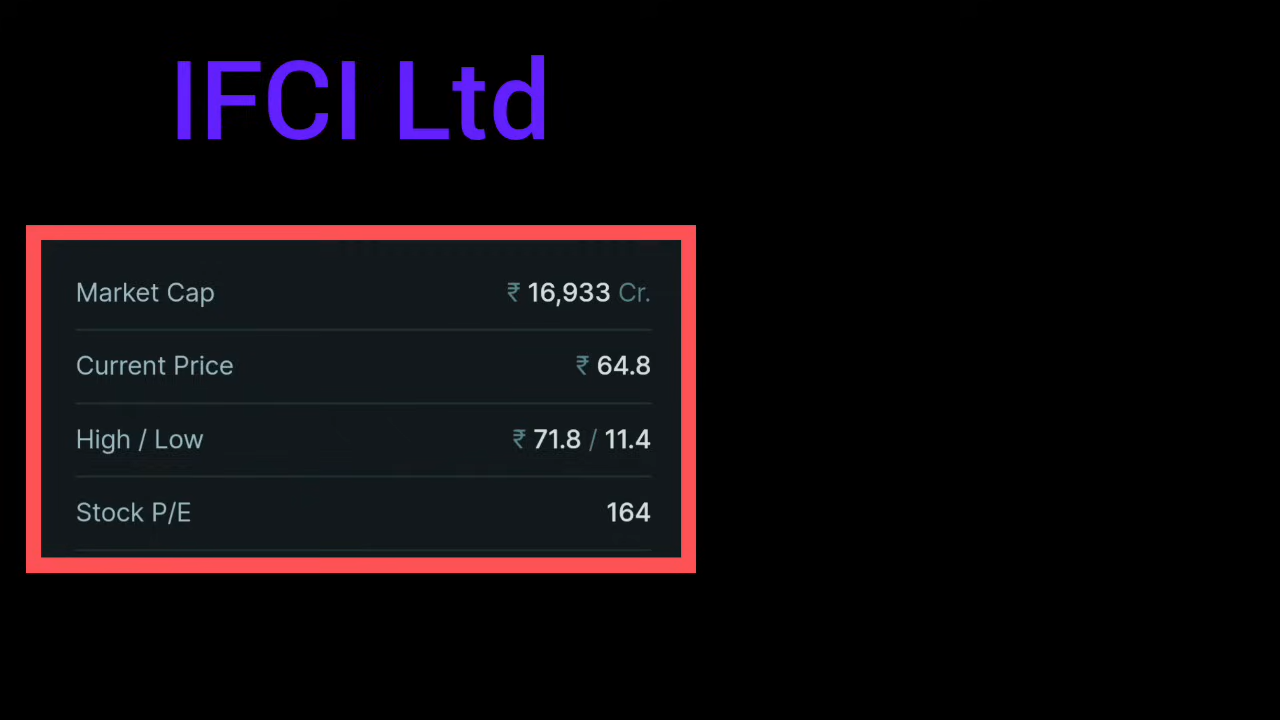 IFCI Ltd
Market Cap ₹ 16,933 Cr.
Current Price ₹ 64.8
High / Low ₹ 71.8 / 11.4
Stock P/E 164